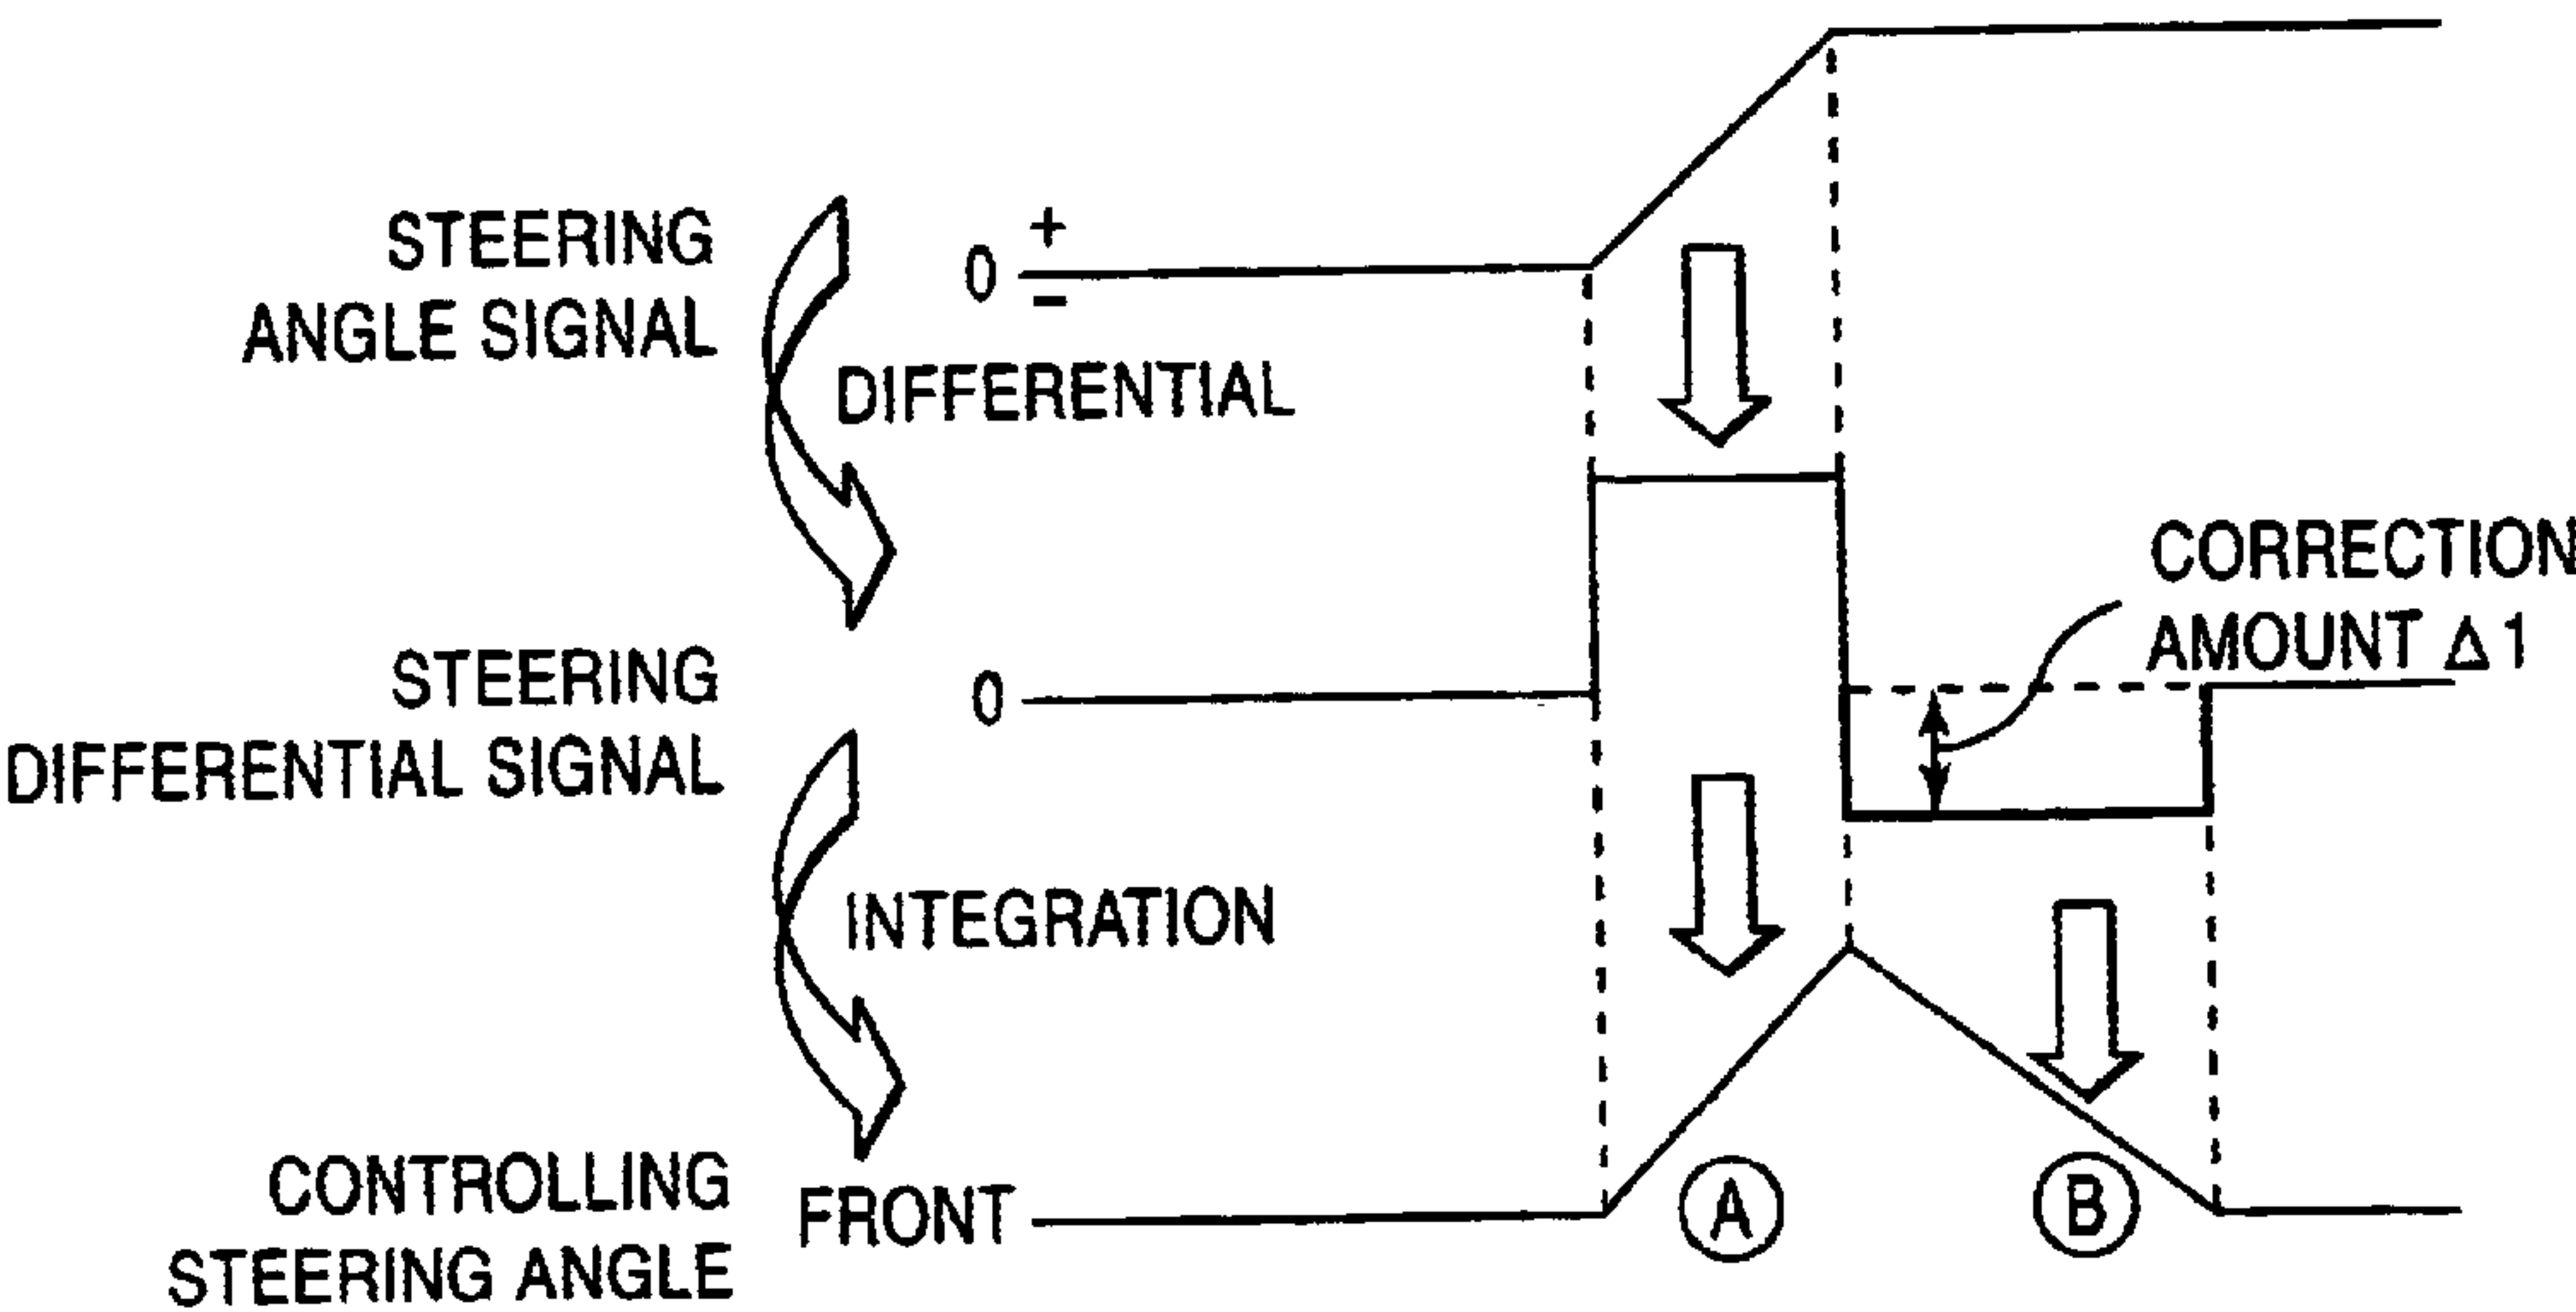 STEERING
ANGLE SIGNAL
0
+
−
DIFFERENTIAL
CORRECTION
AMOUNT Δ1
STEERING
DIFFERENTIAL SIGNAL
0
INTEGRATION
CONTROLLING
STEERING ANGLE
FRONT
A
B